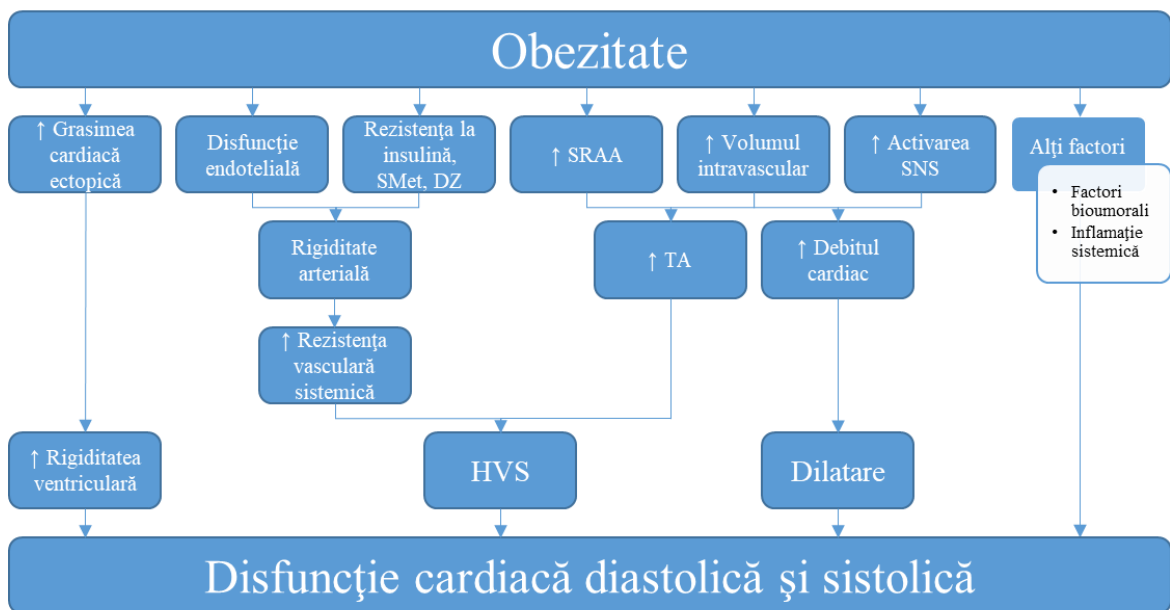 Obezitate
↑ Grasimea
cardiacă
ectopică
Disfuncţie
endotelială
Rezistenţa la
insulină,
SMet, DZ
↑ SRAA
↑ Volumul
intravascular
↑ Activarea
SNS
Alţi factori
• Factori
bioumorali
• Inflamaţie
sistemică
Rigiditate
arterială
↑ TA
↑ Debitul
cardiac
↑ Rezistenţa
vasculară
sistemică
↑ Rigiditatea
ventriculară
HVS
Dilatare
Disfuncţie cardiacă diastolică şi sistolică